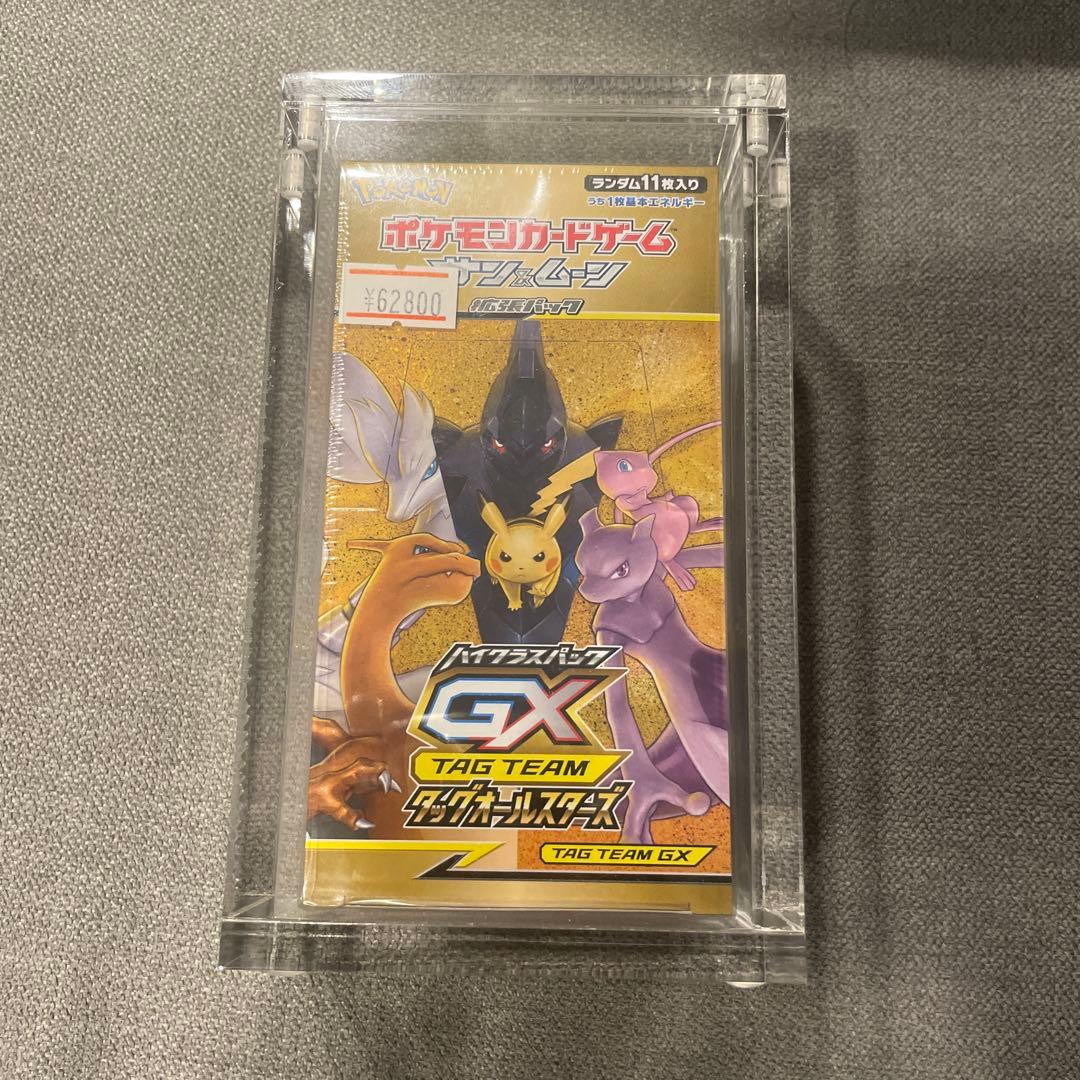 Pokémon
ランダム11枚入り
うち1枚基本エネルギー
ポケモンカードゲーム™
サン&ムーン
¥62800
拡張パック
ハイクラスパック
GX
TAG TEAM
タッグオールスターズ
TAG TEAM GX